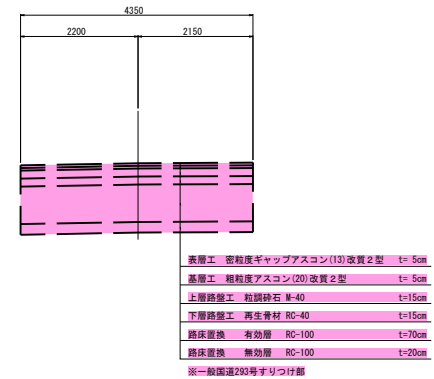 4350
2200 2150
表層工 密粒度ギャップアスコン(13)改質２型 t= 5cm
基層工 粗粒度アスコン(20)改質２型 t= 5cm
上層路盤工 粒調砕石 M-40 t=15cm
下層路盤工 再生骨材 RC-40 t=15cm
路床置換 有効層 RC-100 t=70cm
路床置換 無効層 RC-100 t=20cm
※一般国道293号すりつけ部